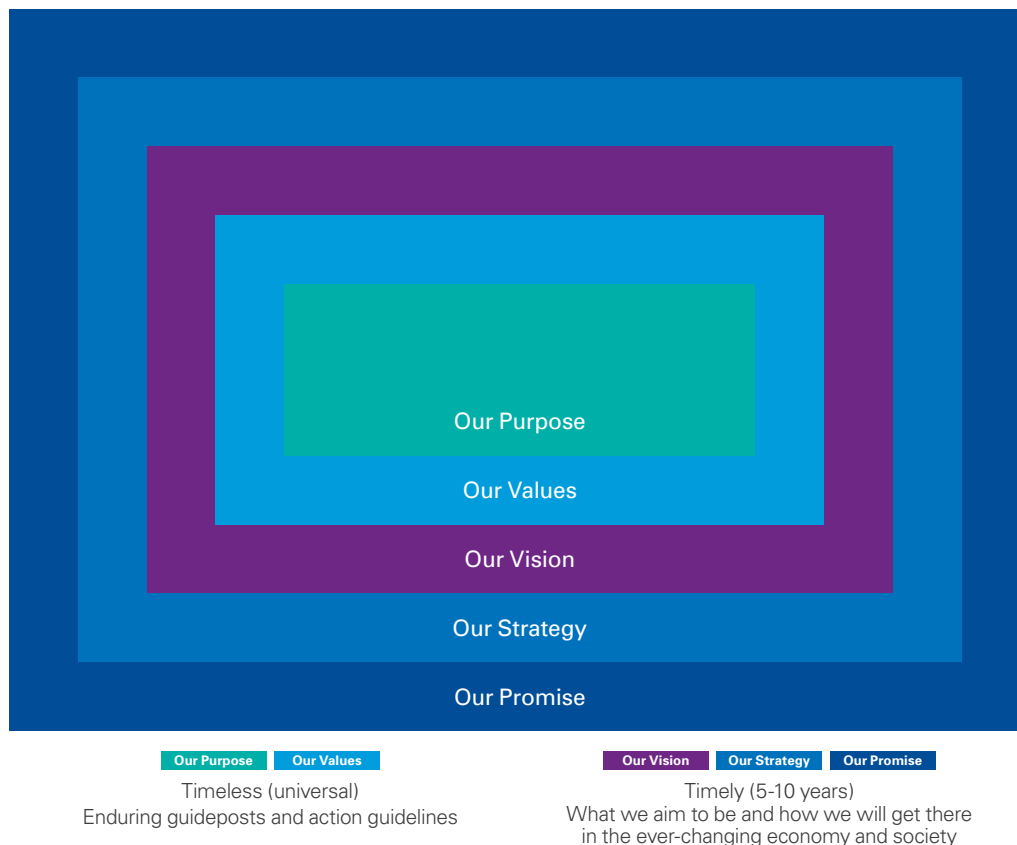 Our Purpose
Our Values
Our Vision
Our Strategy
Our Promise
Our Purpose Our Values
Timeless (universal)
Enduring guideposts and action guidelines
Our Vision Our Strategy Our Promise
Timely (5-10 years)
What we aim to be and how we will get there
in the ever-changing economy and society